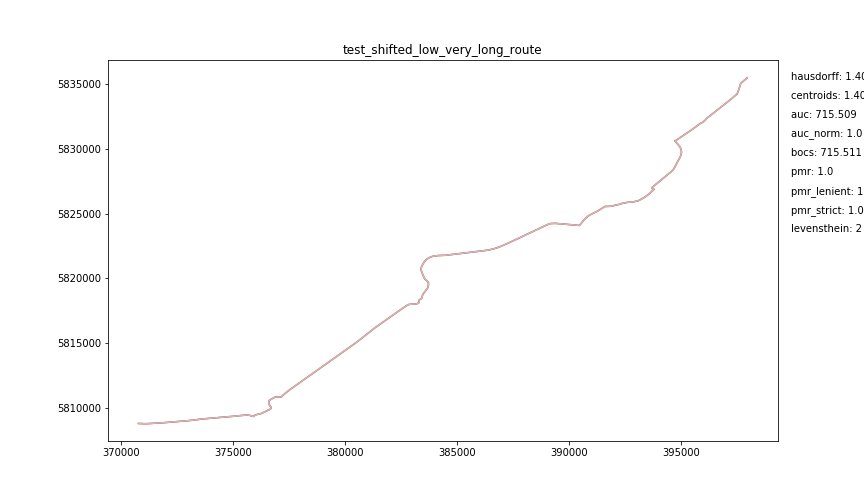 test_shifted_low_very_long_route
hausdorff: 1.40
centroids: 1.40
auc: 715.509
auc_norm: 1.0
bocs: 715.511
pmr: 1.0
pmr_lenient: 1
pmr_strict: 1.0
levensthein: 2
5835000
5830000
5825000
5820000
5815000
5810000
370000 375000 380000 385000 390000 395000